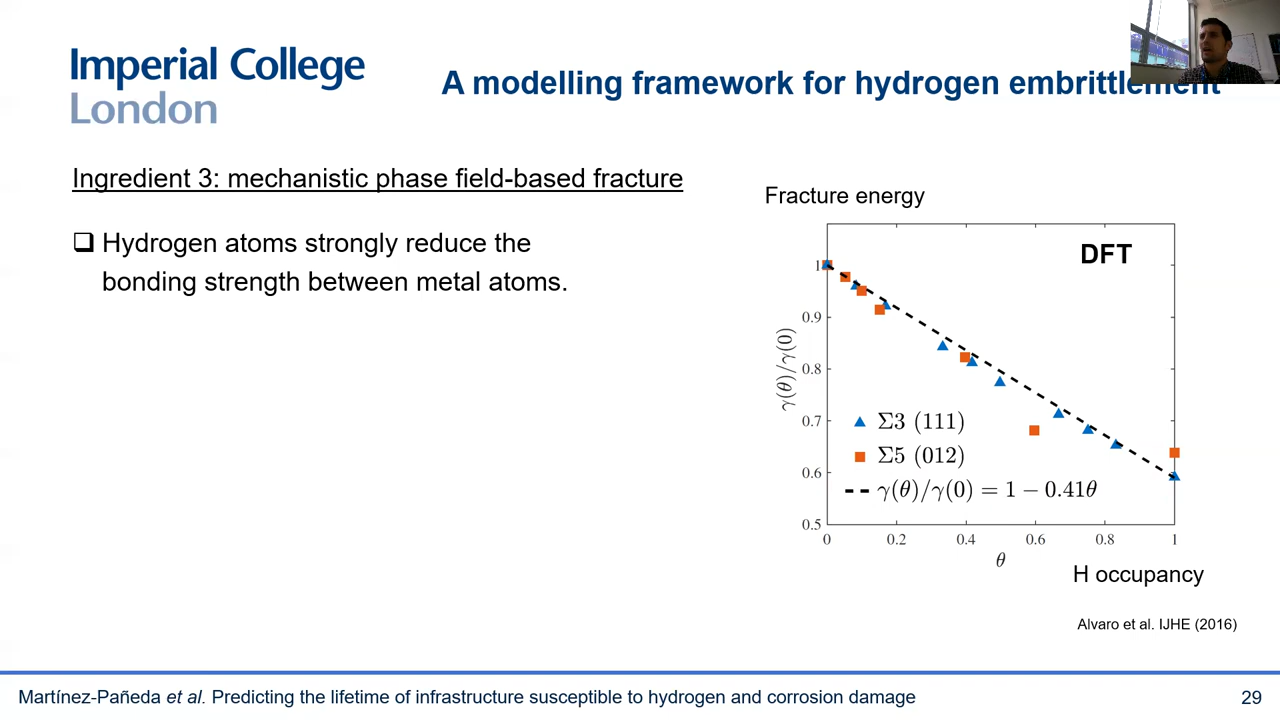 Imperial College
London
A modelling framework for hydrogen embrittlement
Ingredient 3: mechanistic phase field-based fracture
❑ Hydrogen atoms strongly reduce the
bonding strength between metal atoms.
Fracture energy
DFT
γ(θ)/γ(0)
1
0.9
0.8
0.7
0.6
0.5
Σ3 (111)
Σ5 (012)
γ(θ)/γ(0) = 1 − 0.41θ
0 0.2 0.4 0.6 0.8 1
θ
H occupancy
Alvaro et al. IJHE (2016)
Martínez-Pañeda et al. Predicting the lifetime of infrastructure susceptible to hydrogen and corrosion damage
29